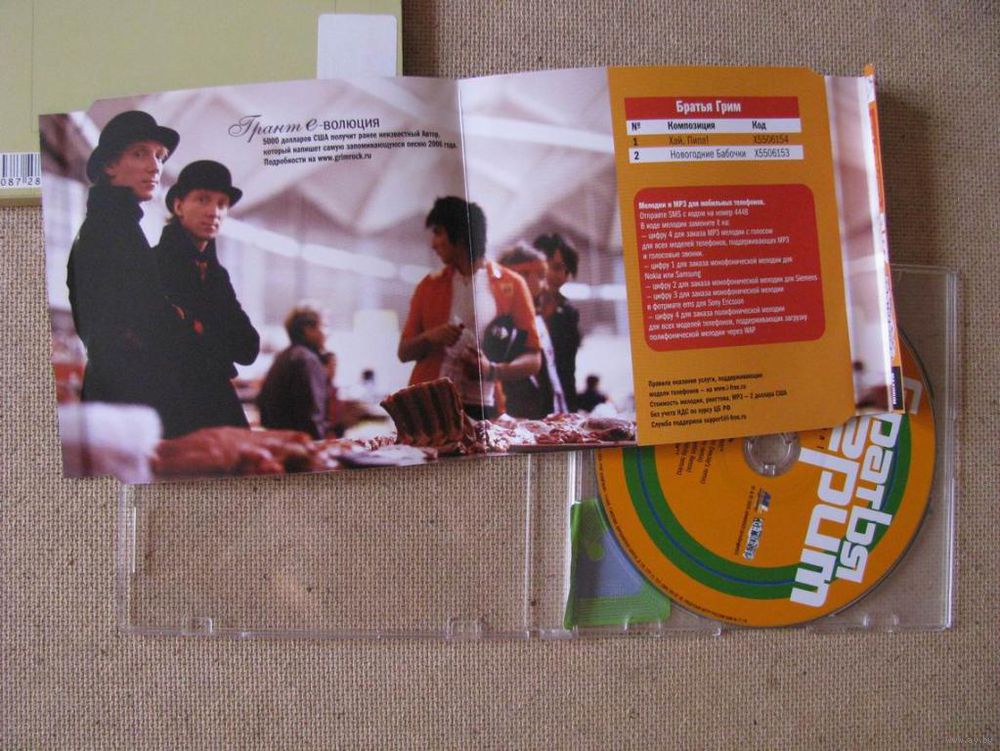 Грант е-волюция
5000 долларов США получит ранее неизвестный Автор,
который напишет самую запоминающуюся песню 2006 года.
Подробности на www.grimrock.ru
Братья Грим
№ Композиция Код
1 Хэй, Пипл! X5506154
2 Новогодние Бабочки X5506153
Мелодии и MP3 для мобильных телефонов.
Отправте SMS с кодом на номер 4448
В коде мелодии замените X на:
— цифру 4 для заказа MP3 мелодии с голосом
для всех моделей телефонов, поддерживающих MP3
и голосовые звонки.
— цифру 1 для заказа монофонической мелодии для
Nokia или Samsung
— цифру 2 для заказа монофонической мелодии для Siemens
— цифру 3 для заказа монофонической мелодии
в формате ems для Sony Ericsson
— цифру 4 для заказа полифонической мелодии
для всех моделей телефонов, поддерживающих загрузку
полифонической мелодии через WAP
Правила оказания услуги, поддерживающие
модели телефонов — на www.i-free.ru
Стоимость мелодии, риалтона, MP3 — 2 доллара США
Без учета НДС по курсу ЦБ РФ
Служба поддержки support@i-free.ru
Братья
Грим
08728
www.ay.by